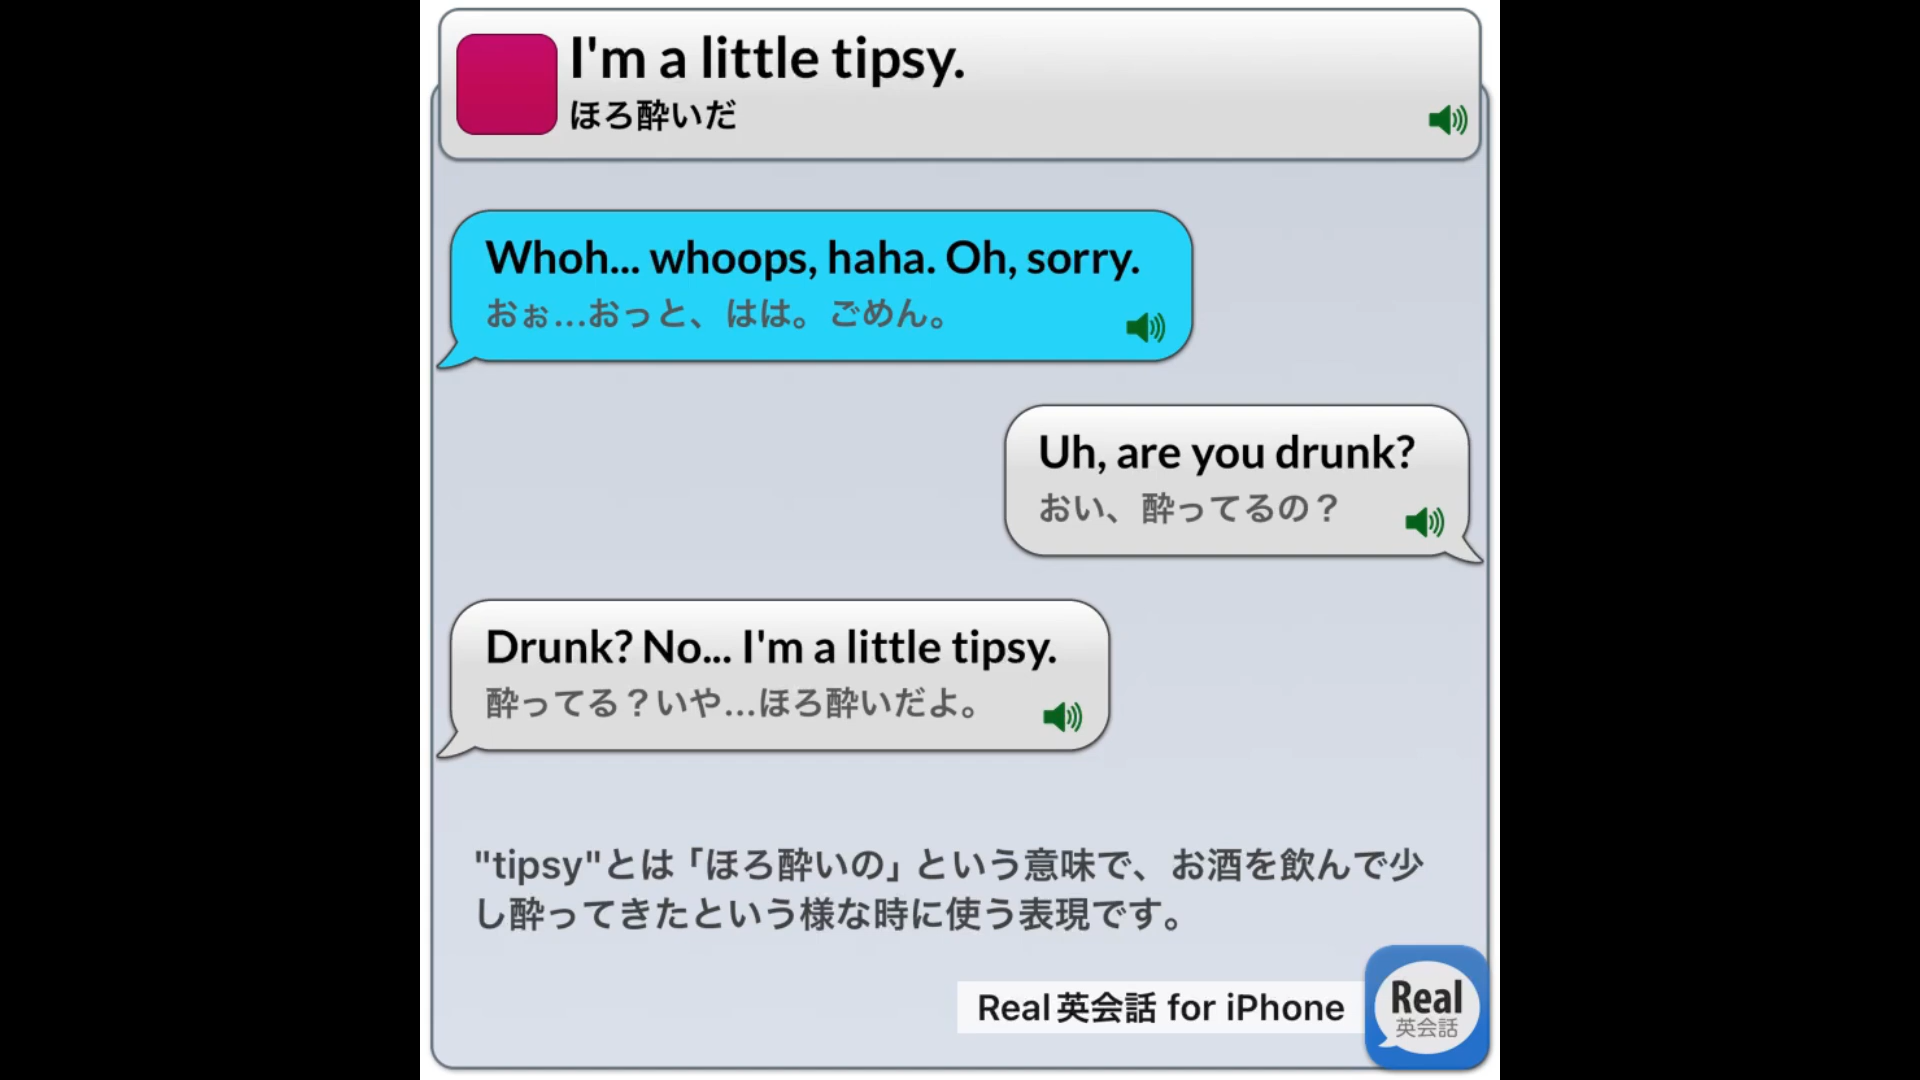 I'm a little tipsy.
ほろ酔いだ
Whoh... whoops, haha. Oh, sorry.
おぉ...おっと、はは。ごめん。
Uh, are you drunk?
おい、酔ってるの？
Drunk? No... I'm a little tipsy.
酔ってる？いや...ほろ酔いだよ。
"tipsy"とは「ほろ酔いの」という意味で、お酒を飲んで少
し酔ってきたという様な時に使う表現です。
Real英会話 for iPhone
Real
英会話